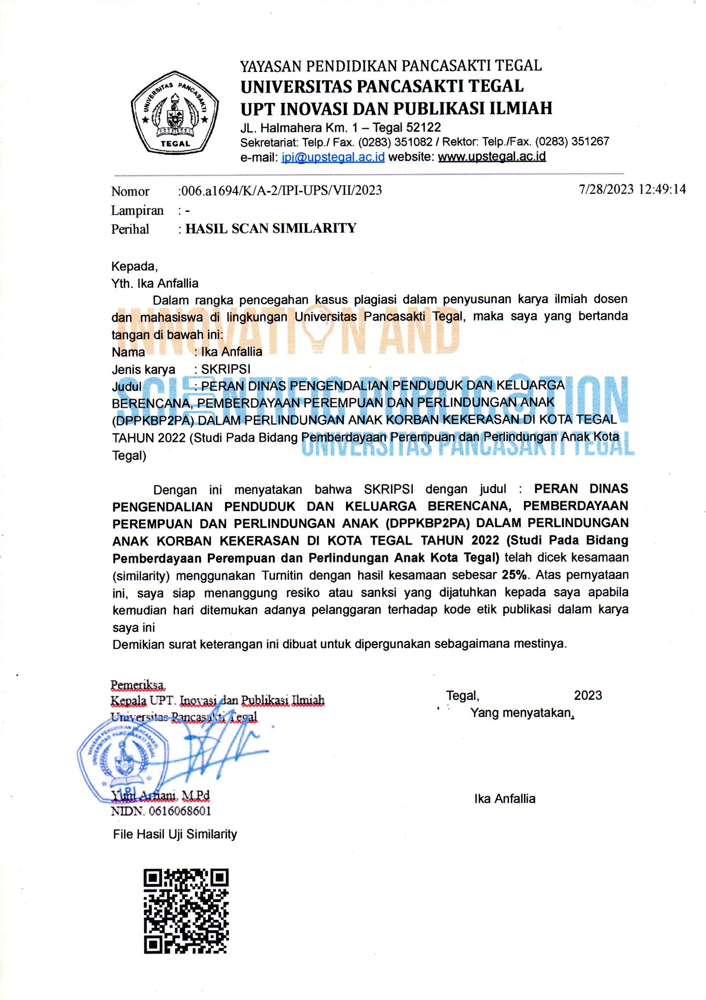 YAYASAN PENDIDIKAN PANCASAKTI TEGAL
UNIVERSITAS PANCASAKTI TEGAL
UPT INOVASI DAN PUBLIKASI ILMIAH
JL. Halmahera Km. 1 – Tegal 52122
Sekretariat: Telp./ Fax. (0283) 351082 / Rektor: Telp./Fax. (0283) 351267
e-mail: ipi@upstegal.ac.id website: www.upstegal.ac.id
UNIVERSITAS PANCASAKTI
TEGAL
Nomor :006.a1694/K/A-2/IPI-UPS/VII/2023 7/28/2023 12:49:14
Lampiran : -
Perihal : HASIL SCAN SIMILARITY
Kepada,
Yth. Ika Anfallia
Dalam rangka pencegahan kasus plagiasi dalam penyusunan karya ilmiah dosen
dan mahasiswa di lingkungan Universitas Pancasakti Tegal, maka saya yang bertanda
tangan di bawah ini:
Nama : Ika Anfallia
Jenis karya : SKRIPSI
Judul : PERAN DINAS PENGENDALIAN PENDUDUK DAN KELUARGA
BERENCANA, PEMBERDAYAAN PEREMPUAN DAN PERLINDUNGAN ANAK
(DPPKBP2PA) DALAM PERLINDUNGAN ANAK KORBAN KEKERASAN DI KOTA TEGAL
TAHUN 2022 (Studi Pada Bidang Pemberdayaan Perempuan dan Perlindungan Anak Kota
Tegal)
INNOVATION AND
SCIENTIFIC PUBLICATION
UNIVERSITAS PANCASAKTI TEGAL
Dengan ini menyatakan bahwa SKRIPSI dengan judul : PERAN DINAS
PENGENDALIAN PENDUDUK DAN KELUARGA BERENCANA, PEMBERDAYAAN
PEREMPUAN DAN PERLINDUNGAN ANAK (DPPKBP2PA) DALAM PERLINDUNGAN
ANAK KORBAN KEKERASAN DI KOTA TEGAL TAHUN 2022 (Studi Pada Bidang
Pemberdayaan Perempuan dan Perlindungan Anak Kota Tegal) telah dicek kesamaan
(similarity) menggunakan Turnitin dengan hasil kesamaan sebesar 25%. Atas pernyataan
ini, saya siap menanggung resiko atau sanksi yang dijatuhkan kepada saya apabila
kemudian hari ditemukan adanya pelanggaran terhadap kode etik publikasi dalam karya
saya ini
Demikian surat keterangan ini dibuat untuk dipergunakan sebagaimana mestinya.
Pemeriksa,
Kepala UPT. Inovasi dan Publikasi Ilmiah
Universitas Pancasakti Tegal
YAYASAN PENDIDIKAN PANCASAKTI
UNIVERSITAS PANCASAKTI TEGAL
IPI
Yuni Arfiani, M.Pd
NIDN. 0616068601
Tegal, 2023
Yang menyatakan,
Ika Anfallia
File Hasil Uji Similarity